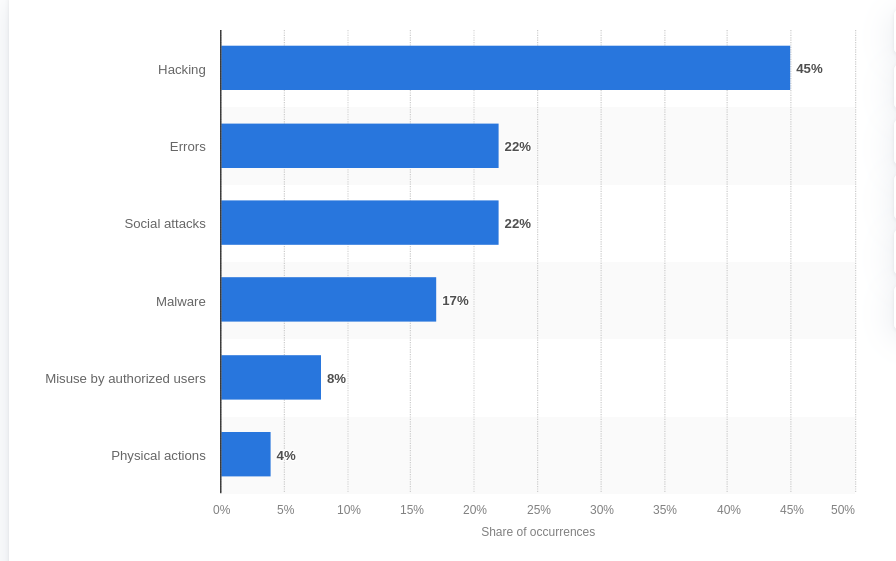 Hacking 45%
Errors 22%
Social attacks 22%
Malware 17%
Misuse by authorized users 8%
Physical actions 4%
0% 5% 10% 15% 20% 25% 30% 35% 40% 45% 50%
Share of occurrences